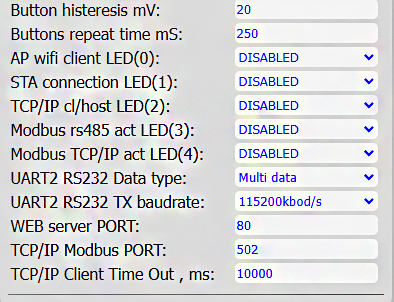 Button histeresis mV: 20
Buttons repeat time mS: 250
AP wifi client LED(0): DISABLED
STA connection LED(1): DISABLED
TCP/IP cl/host LED(2): DISABLED
Modbus rs485 act LED(3): DISABLED
Modbus TCP/IP act LED(4): DISABLED
UART2 RS232 Data type: Multi data
UART2 RS232 TX baudrate: 115200kbod/s
WEB server PORT: 80
TCP/IP Modbus PORT: 502
TCP/IP Client Time Out , ms: 10000